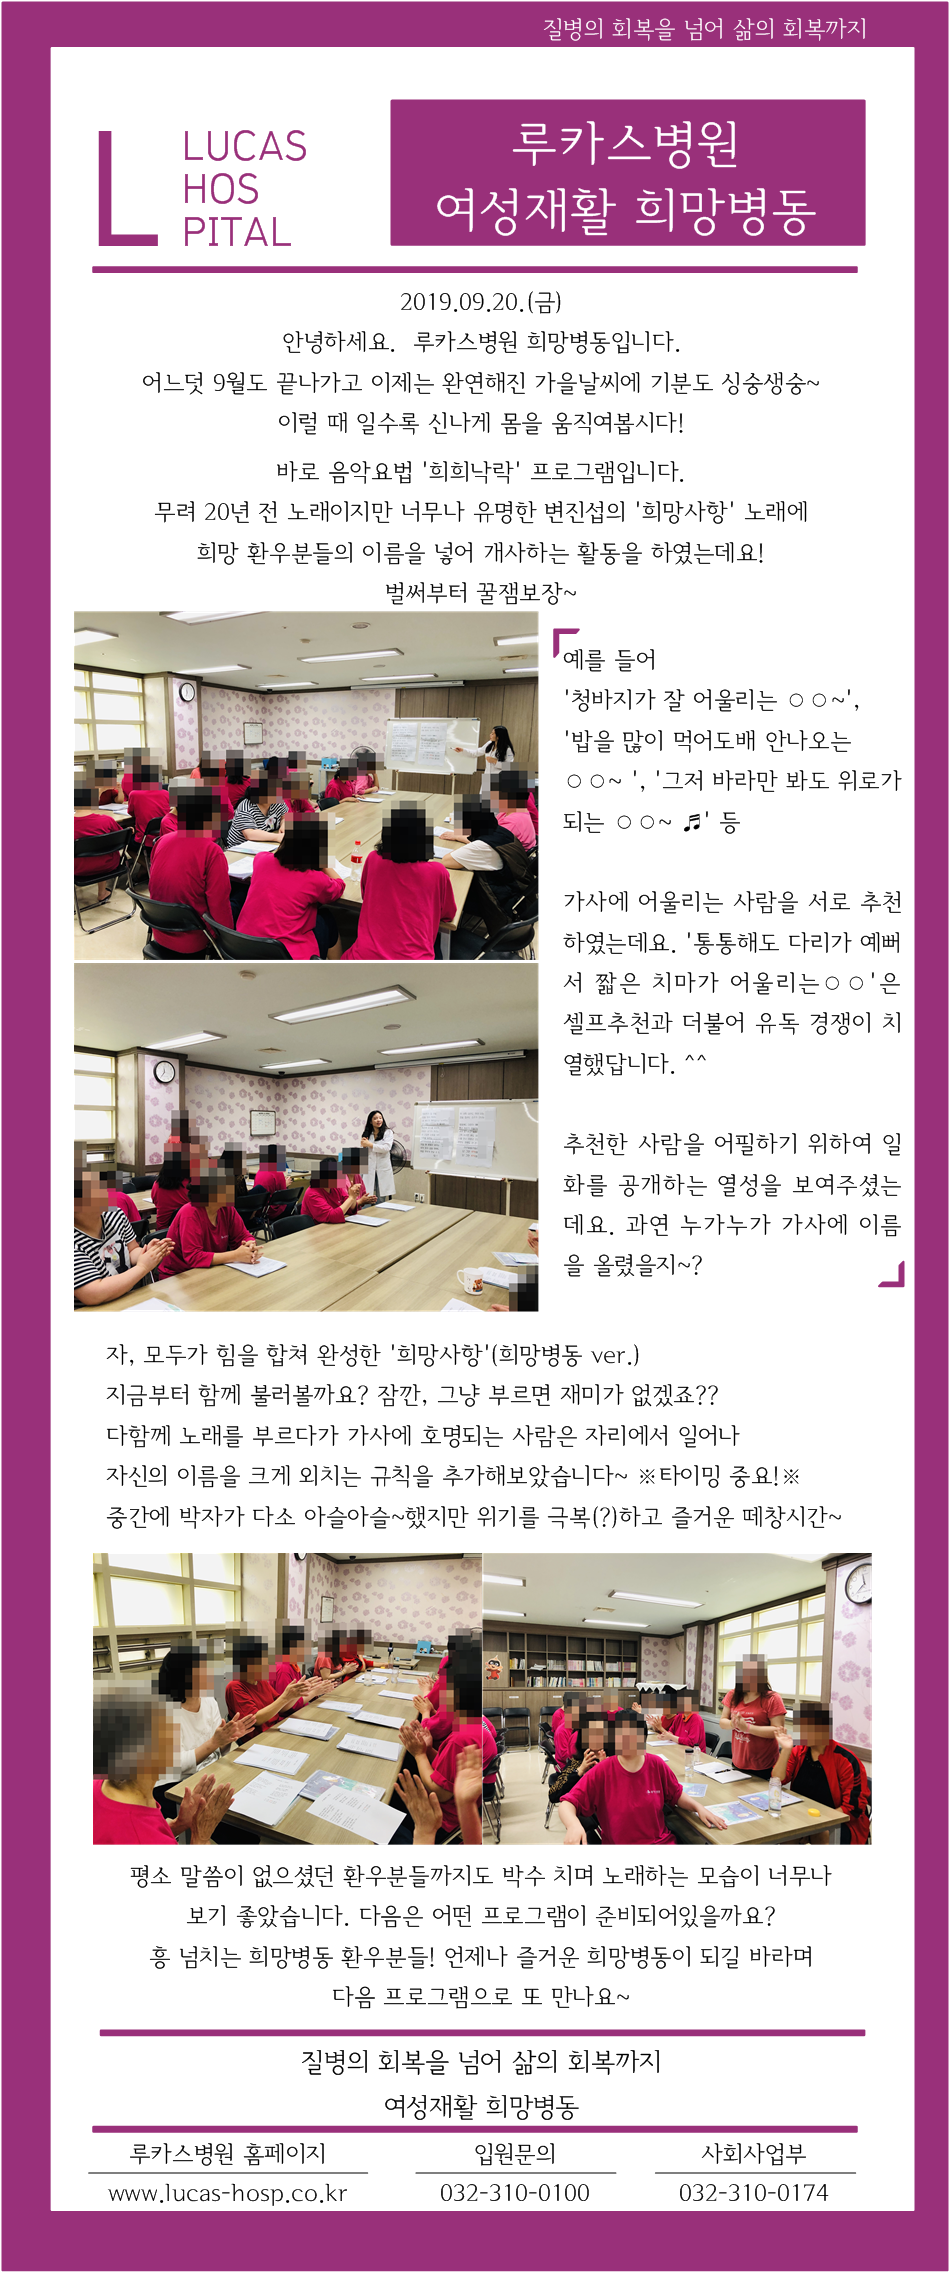 질병의 회복을 넘어 삶의 회복까지
LUCAS
HOS
PITAL
루카스병원
여성재활 희망병동
2019.09.20.(금)
안녕하세요. 루카스병원 희망병동입니다.
어느덧 9월도 끝나가고 이제는 완연해진 가을날씨에 기분도 싱숭생숭~
이럴 때 일수록 신나게 몸을 움직여봅시다!
바로 음악요법 '희희낙락' 프로그램입니다.
무려 20년 전 노래이지만 너무나 유명한 변진섭의 '희망사항' 노래에
희망 환우분들의 이름을 넣어 개사하는 활동을 하였는데요!
벌써부터 꿀잼보장~
예를 들어
'청바지가 잘 어울리는 ○○~',
'밥을 많이 먹어도배 안나오는
○○~ ', '그저 바라만 봐도 위로가
되는 ○○~ ♬' 등
가사에 어울리는 사람을 서로 추천
하였는데요. '통통해도 다리가 예뻐
서 짧은 치마가 어울리는○○'은
셀프추천과 더불어 유독 경쟁이 치
열했답니다. ^^
추천한 사람을 어필하기 위하여 일
화를 공개하는 열성을 보여주셨는
데요. 과연 누가누가 가사에 이름
을 올렸을지~?
자, 모두가 힘을 합쳐 완성한 '희망사항'(희망병동 ver.)
지금부터 함께 불러볼까요? 잠깐, 그냥 부르면 재미가 없겠죠??
다함께 노래를 부르다가 가사에 호명되는 사람은 자리에서 일어나
자신의 이름을 크게 외치는 규칙을 추가해보았습니다~ ※타이밍 중요!※
중간에 박자가 다소 아슬아슬~했지만 위기를 극복(?)하고 즐거운 떼창시간~
평소 말씀이 없으셨던 환우분들까지도 박수 치며 노래하는 모습이 너무나
보기 좋았습니다. 다음은 어떤 프로그램이 준비되어있을까요?
흥 넘치는 희망병동 환우분들! 언제나 즐거운 희망병동이 되길 바라며
다음 프로그램으로 또 만나요~
질병의 회복을 넘어 삶의 회복까지
여성재활 희망병동
루카스병원 홈페이지
입원문의
사회사업부
www.lucas-hosp.co.kr
032-310-0100
032-310-0174